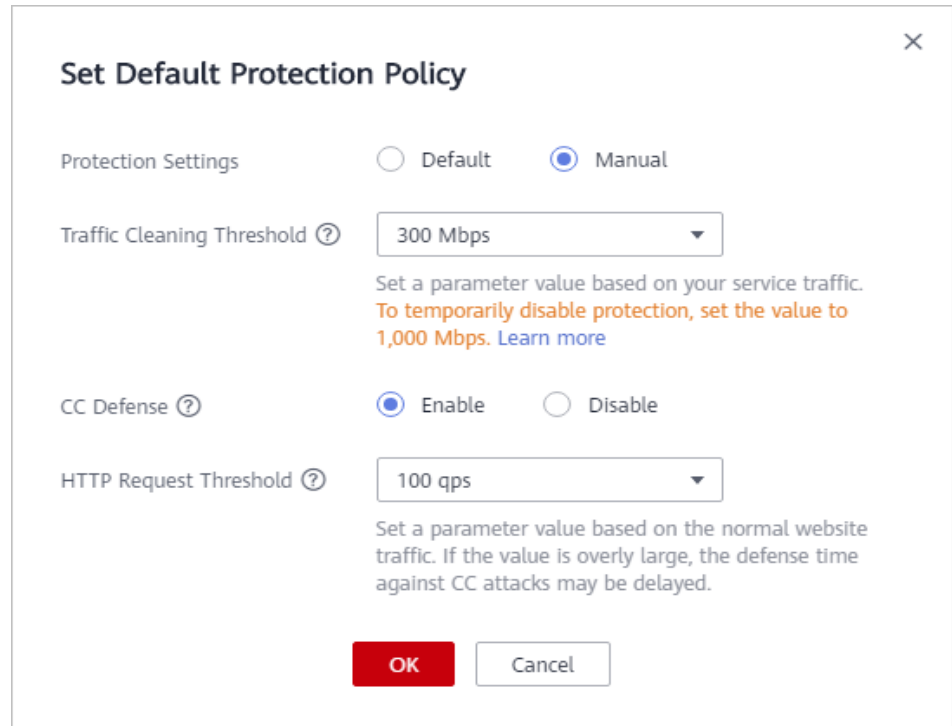 Set Default Protection Policy
Protection Settings
Default
Manual
Traffic Cleaning Threshold ?
300 Mbps
Set a parameter value based on your service traffic.
To temporarily disable protection, set the value to
1,000 Mbps. Learn more
CC Defense ?
Enable
Disable
HTTP Request Threshold ?
100 qps
Set a parameter value based on the normal website
traffic. If the value is overly large, the defense time
against CC attacks may be delayed.
OK
Cancel